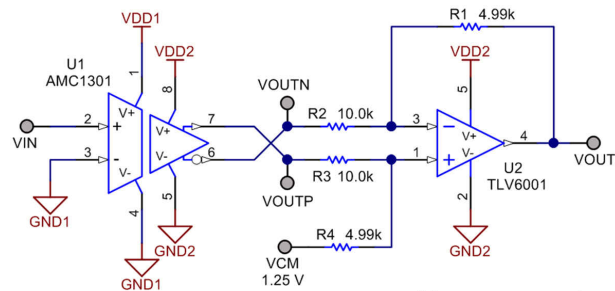 R1 4.99k
VDD1
VDD2
VDD2
U1
AMC1301
1
8
5
V+
V+
VOUTN
R2 10.0k
V+
VIN
2
+
7
3
−
4
VOUT
3
-
6
1
+
V-
V-
V-
R3 10.0k
U2
TLV6001
VOUTP
4
5
2
GND1
GND2
R4 4.99k
GND2
VCM
1.25 V
GND1